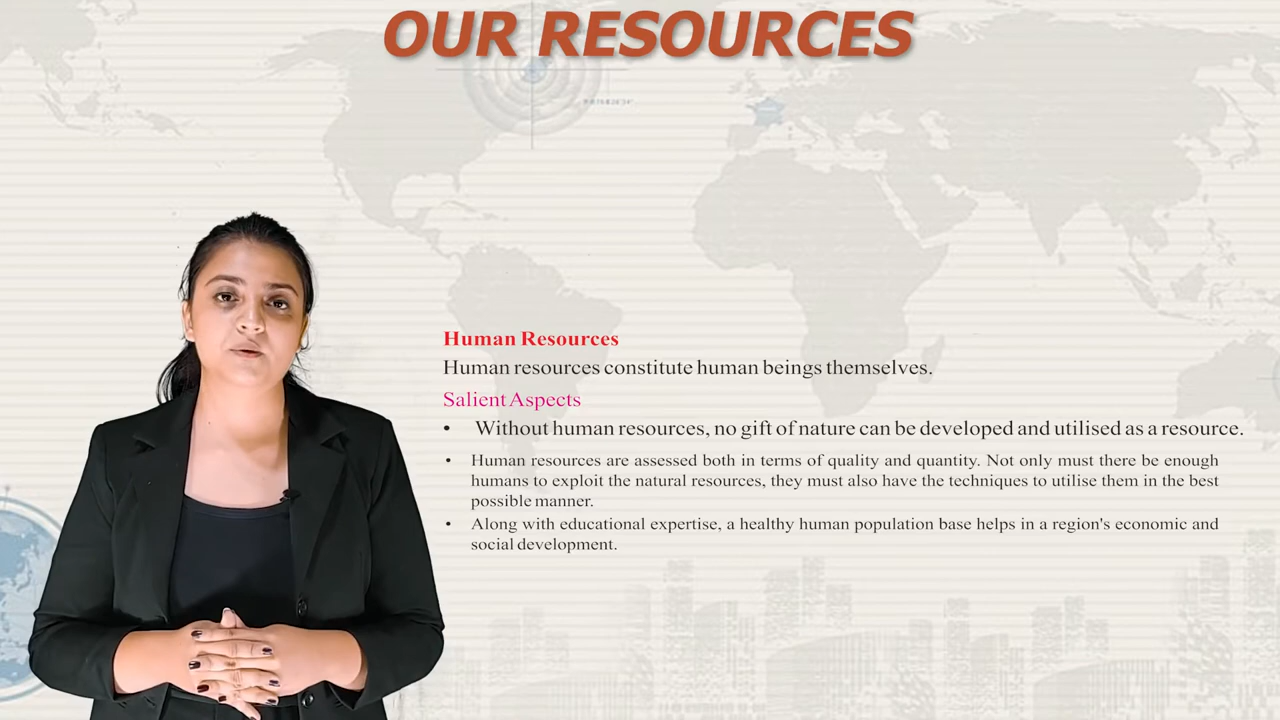 OUR RESOURCES
Human Resources
Human resources constitute human beings themselves.
Salient Aspects
• Without human resources, no gift of nature can be developed and utilised as a resource.
• Human resources are assessed both in terms of quality and quantity. Not only must there be enough
humans to exploit the natural resources, they must also have the techniques to utilise them in the best
possible manner.
• Along with educational expertise, a healthy human population base helps in a region's economic and
social development.